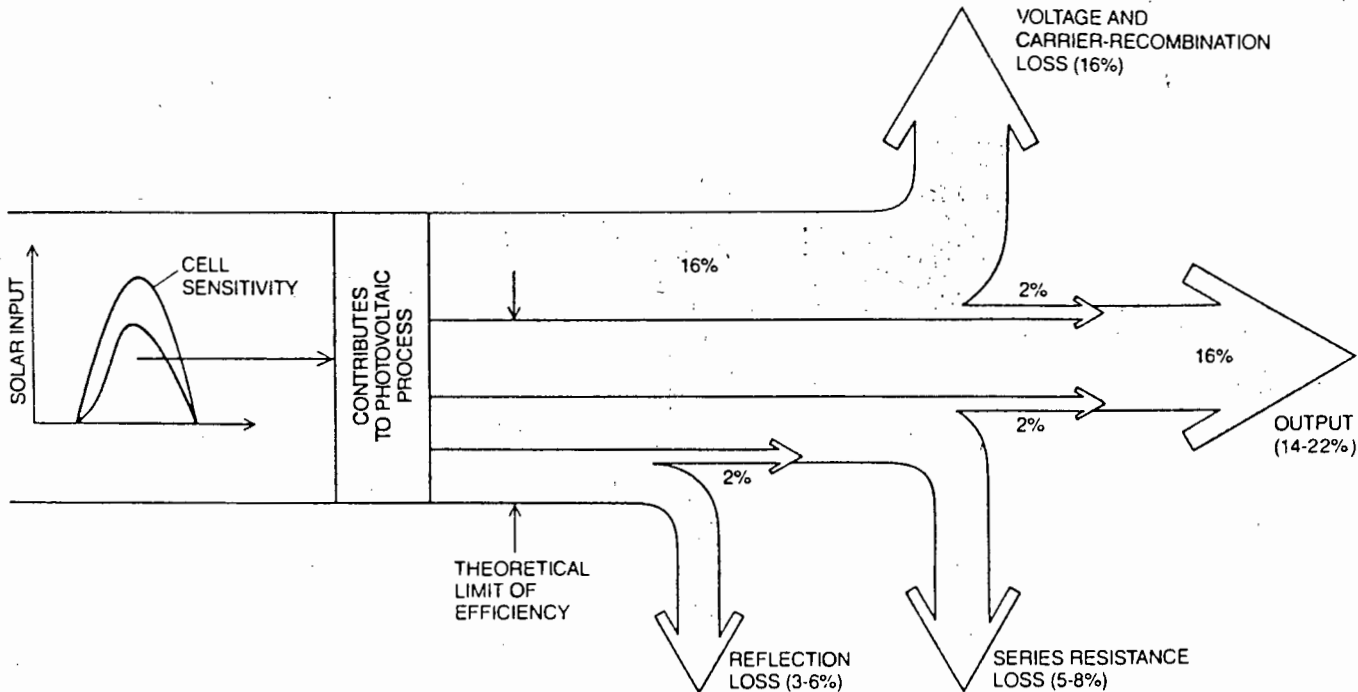 VOLTAGE AND
CARRIER-RECOMBINATION
LOSS (16%)
SOLAR INPUT
CELL
SENSITIVITY
CONTRIBUTES
TO PHOTOVOLTAIC
PROCESS
16%
2%
16%
2%
OUTPUT
(14-22%)
2%
THEORETICAL
LIMIT OF
EFFICIENCY
REFLECTION
LOSS (3-6%)
SERIES RESISTANCE
LOSS (5-8%)